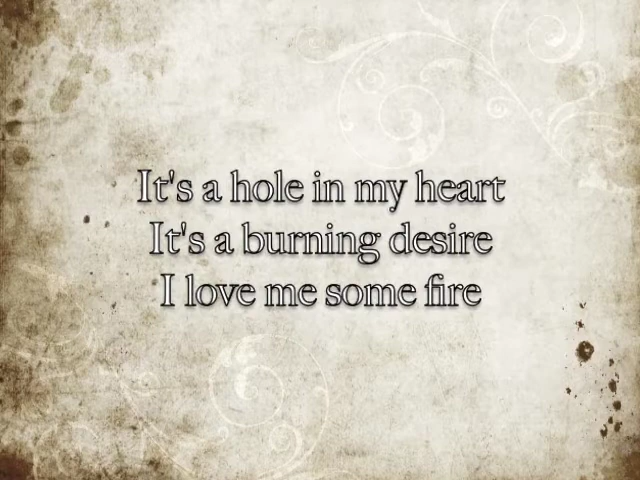 It's a hole in my heart
It's a burning desire
I love me some fire